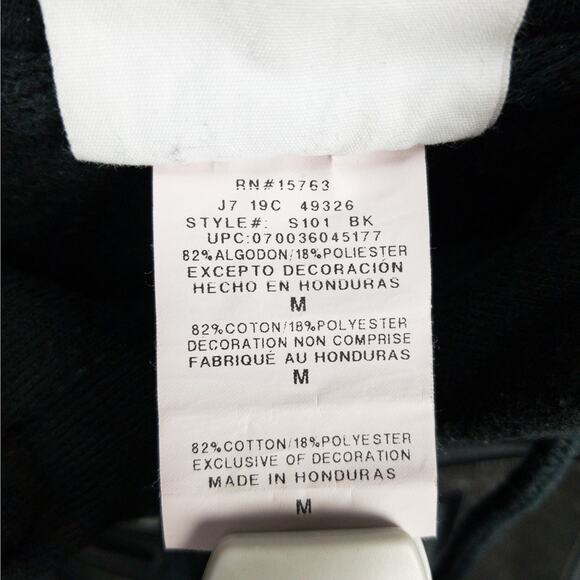 RN#15763
J7 19C 49326
STYLE#: S101 BK
UPC:070036045177
82%ALGODON/18%POLIESTER
EXCEPTO DECORACIÓN
HECHO EN HONDURAS
M
82%COTON/18%POLYESTER
DECORATION NON COMPRISE
FABRIQUÉ AU HONDURAS
M
82%COTTON/18%POLYESTER
EXCLUSIVE OF DECORATION
MADE IN HONDURAS
M